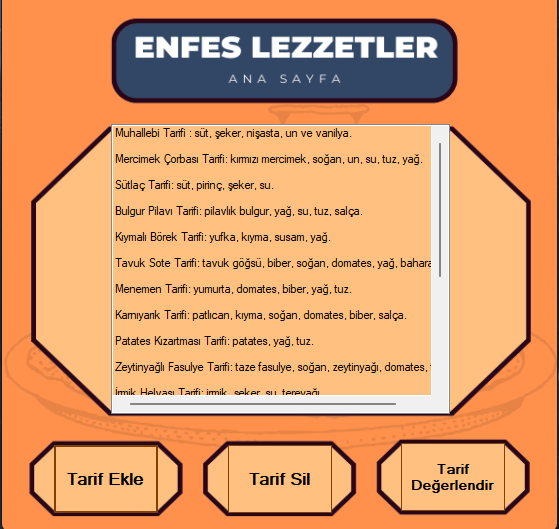 ENFES LEZZETLER
ANA SAYFA
Muhallebi Tarifi : süt, şeker, nişasta, un ve vanilya.
Mercimek Çorbası Tarifi: kırmızı mercimek, soğan, un, su, tuz, yağ.
Sütlaç Tarifi: süt, pirinç, şeker, su.
Bulgur Pilavı Tarifi: pilavlık bulgur, yağ, su, tuz, salça.
Kıymalı Börek Tarifi: yufka, kıyma, susam, yağ.
Tavuk Sote Tarifi: tavuk göğsü, biber, soğan, domates, yağ, bahara
Menemen Tarifi: yumurta, domates, biber, yağ, tuz.
Karnıyarık Tarifi: patlıcan, kıyma, soğan, domates, biber, salça.
Patates Kızartması Tarifi: patates, yağ, tuz.
Zeytinyağlı Fasulye Tarifi: taze fasulye, soğan, zeytinyağı, domates,
İrmik Helvası Tarifi: irmik, şeker, su, tereyağı
Tarif Ekle
Tarif Sil
Tarif
Değerlendir